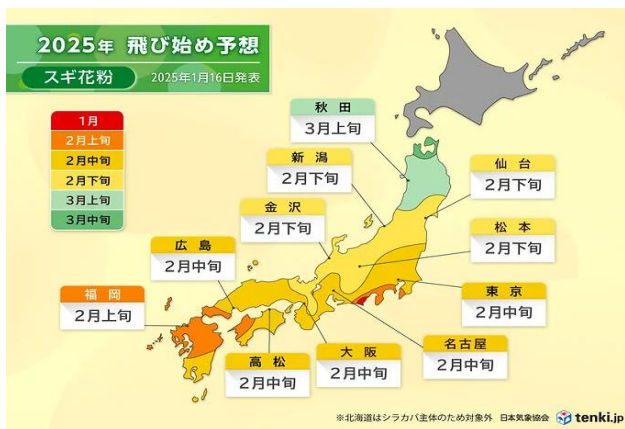 2025年 飛び始め予想
スギ花粉
2025年1月16日発表
1月
2月上旬
2月中旬
2月下旬
3月上旬
3月中旬
秋田
3月上旬
新潟
2月下旬
仙台
2月下旬
金沢
2月下旬
松本
2月下旬
広島
2月中旬
東京
2月中旬
福岡
2月上旬
名古屋
2月中旬
大阪
2月中旬
高松
2月中旬
※北海道はシラカバ主体のため対象外 日本気象協会 tenki.jp